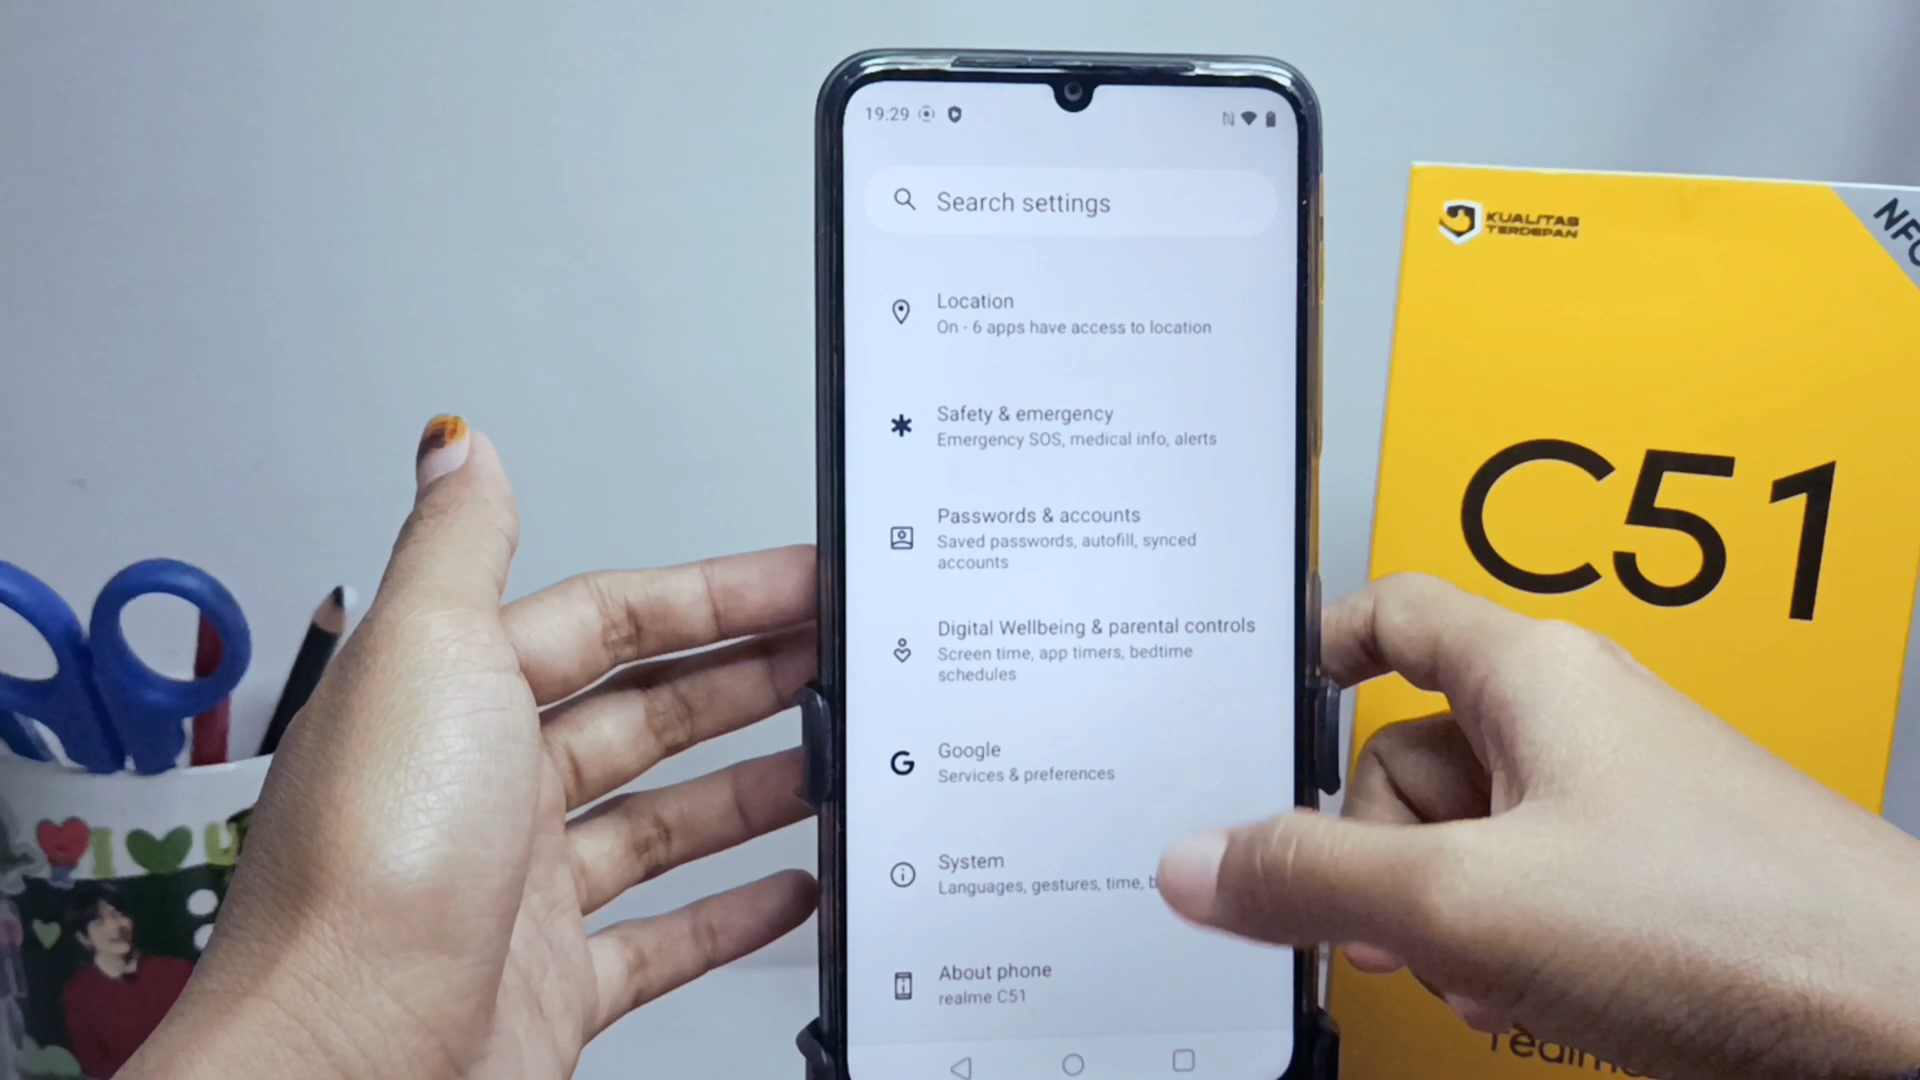 19:29
Search settings
Location
On - 6 apps have access to location
Safety & emergency
Emergency SOS, medical info, alerts
Passwords & accounts
Saved passwords, autofill, synced
accounts
Digital Wellbeing & parental controls
Screen time, app timers, bedtime
schedules
Google
Services & preferences
System
Languages, gestures, time,
About phone
realme C51
KUALITAS
TERDEPAN
NFC
C51
I U